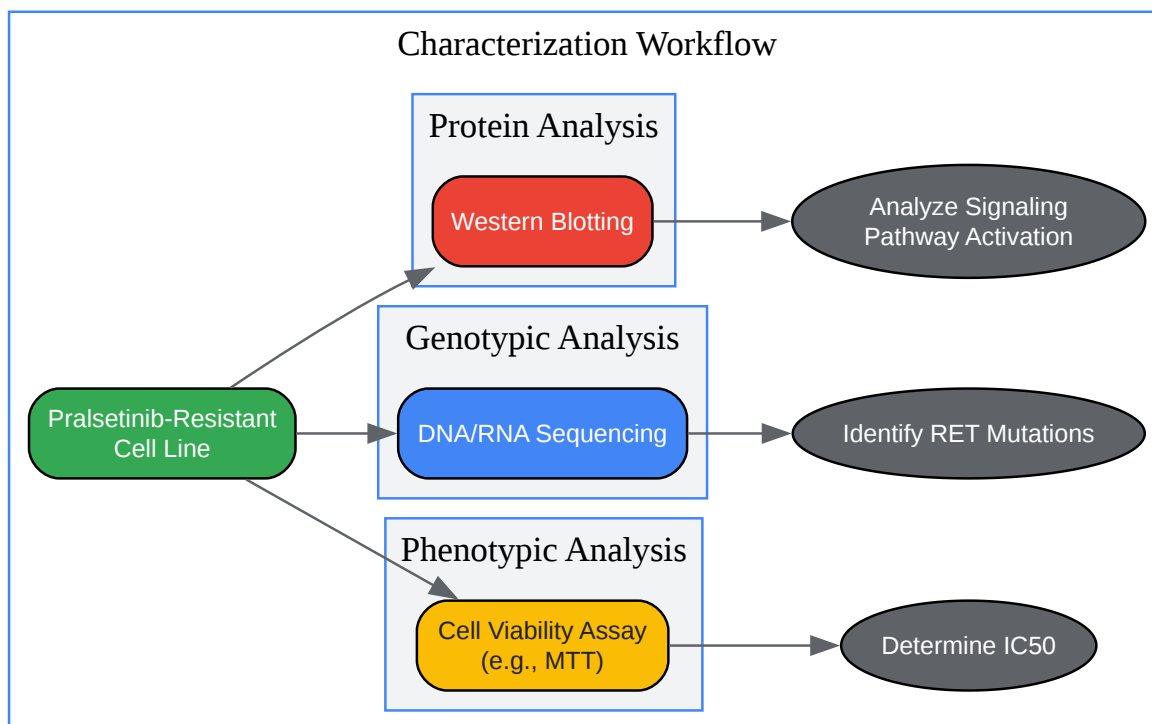 Characterization Workflow
Protein Analysis
Western Blotting
Analyze Signaling
Pathway Activation
Genotypic Analysis
Pralsetinib-Resistant
Cell Line
DNA/RNA Sequencing
Identify RET Mutations
Phenotypic Analysis
Cell Viability Assay
(e.g., MTT)
Determine IC50